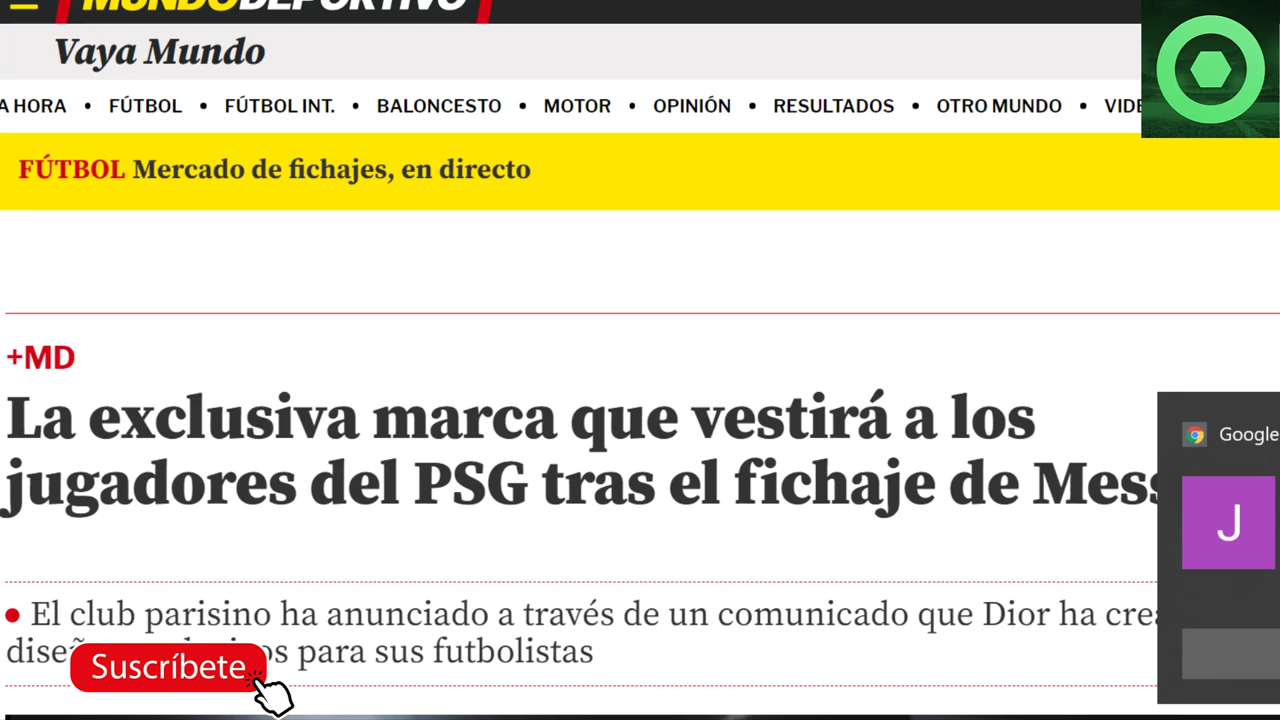 MUNDODEPORTIVO
Vaya Mundo
A HORA • FÚTBOL • FÚTBOL INT. • BALONCESTO • MOTOR • OPINIÓN • RESULTADOS • OTRO MUNDO •
FÚTBOL Mercado de fichajes, en directo
+MD
La exclusiva marca que vestirá a los
jugadores del PSG tras el fichaje de
Google
J
• El club parisino ha anunciado a través de un comunicado que Dior ha
para sus futbolistas
Suscríbete